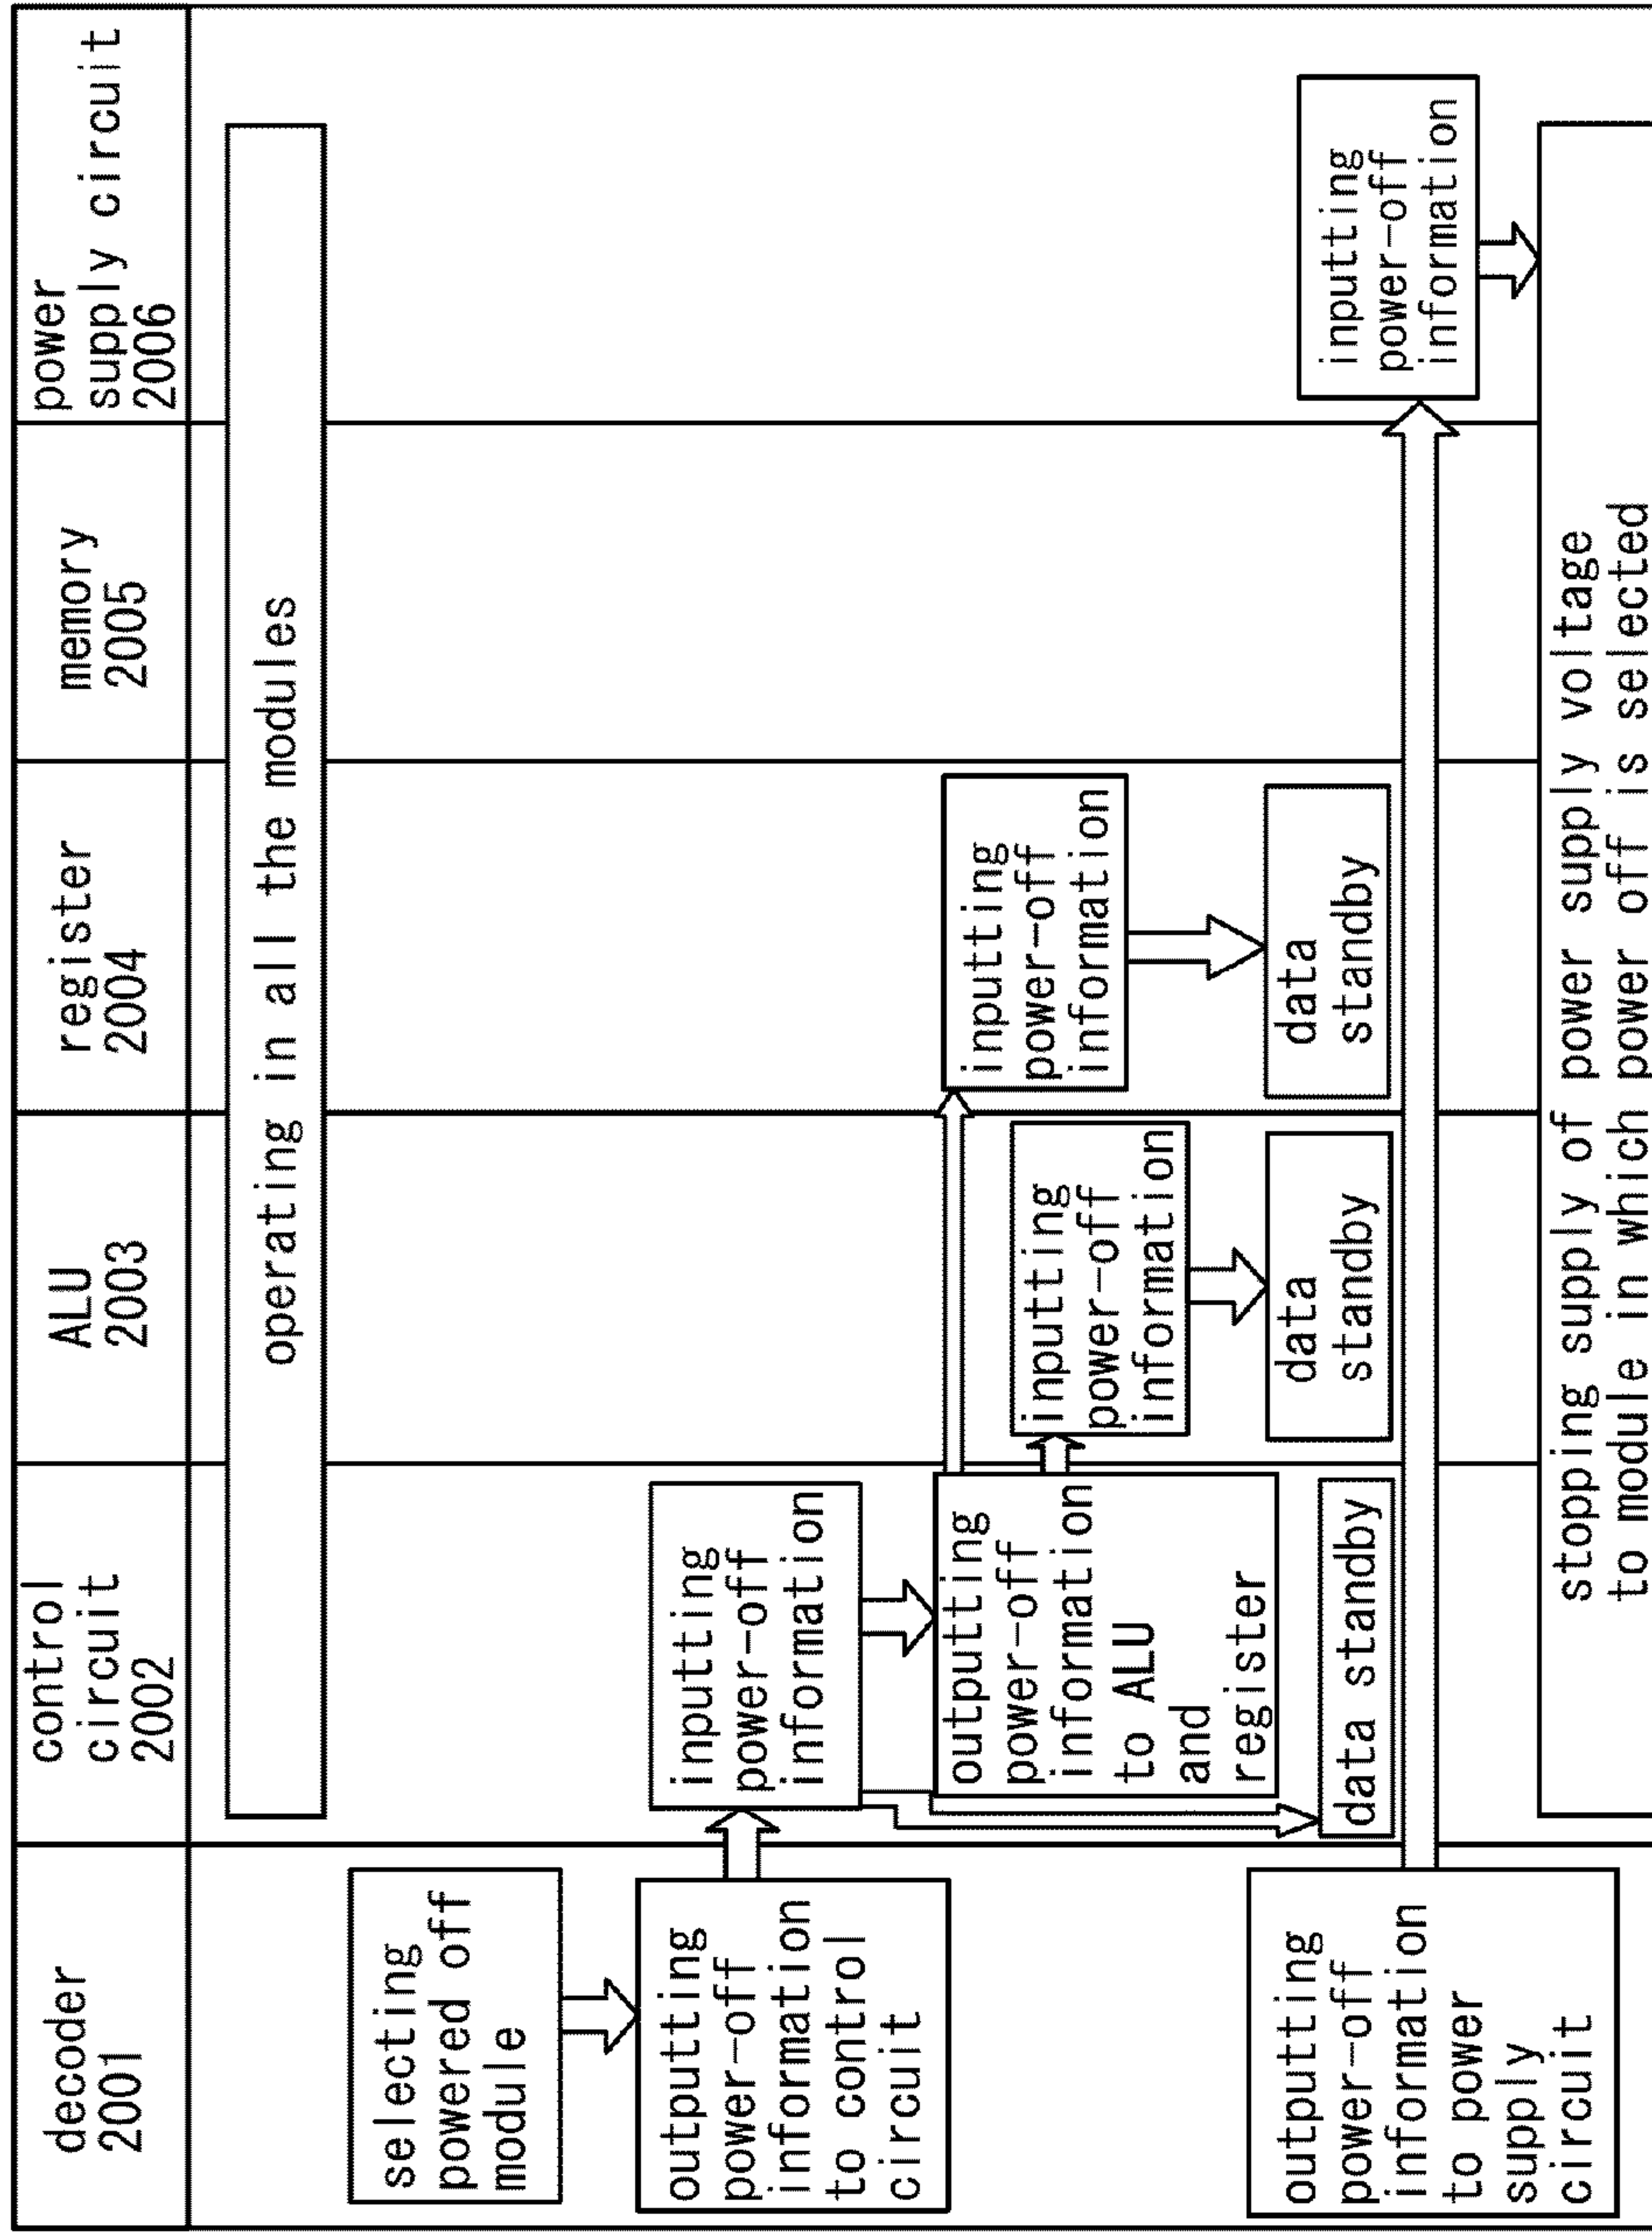 decoder
2001
control
circuit
2002
ALU
2003
register
2004
memory
2005
power
supply circuit
2006
operating in all the modules
selecting
powered off
module
outputting
power-off
information
to control
circuit
inputting
power-off
information
outputting
power-off
information
to ALU
and
register
inputting
power-off
information
inputting
power-off
information
data
standby
data
standby
data standby
outputting
power-off
information
to power
supply
circuit
inputting
power-off
information
stopping supply of power supply voltage
to module in which power off is selected